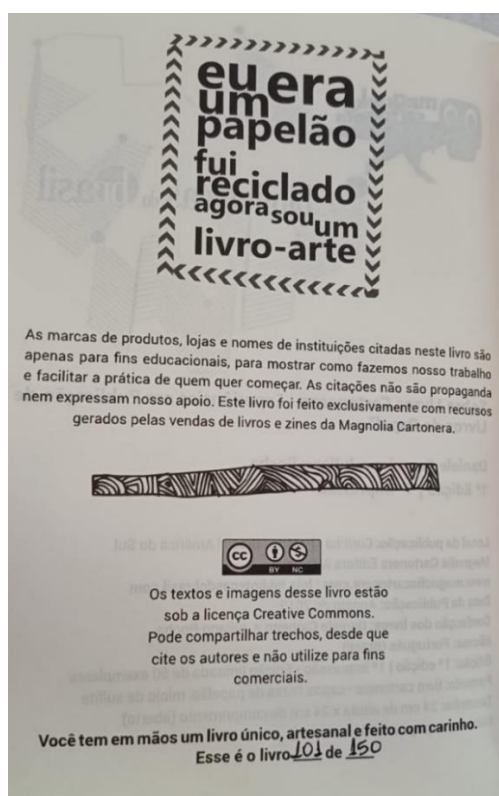 eu era
um
papelão
fui
reciclado
agora sou um
livro-arte
As marcas de produtos, lojas e nomes de instituições citadas neste livro são
apenas para fins educacionais, para mostrar como fazemos nosso trabalho
e facilitar a prática de quem quer começar. As citações não são propaganda
nem expressam nosso apoio. Este livro foi feito exclusivamente com recursos
gerados pelas vendas de livros e zines da Magnolia Cartonera.
cc
BY NC
Os textos e imagens desse livro estão
sob a licença Creative Commons.
Pode compartilhar trechos, desde que
cite os autores e não utilize para fins
comerciais.
Você tem em mãos um livro único, artesanal e feito com carinho.
Esse é o livro 101 de 150